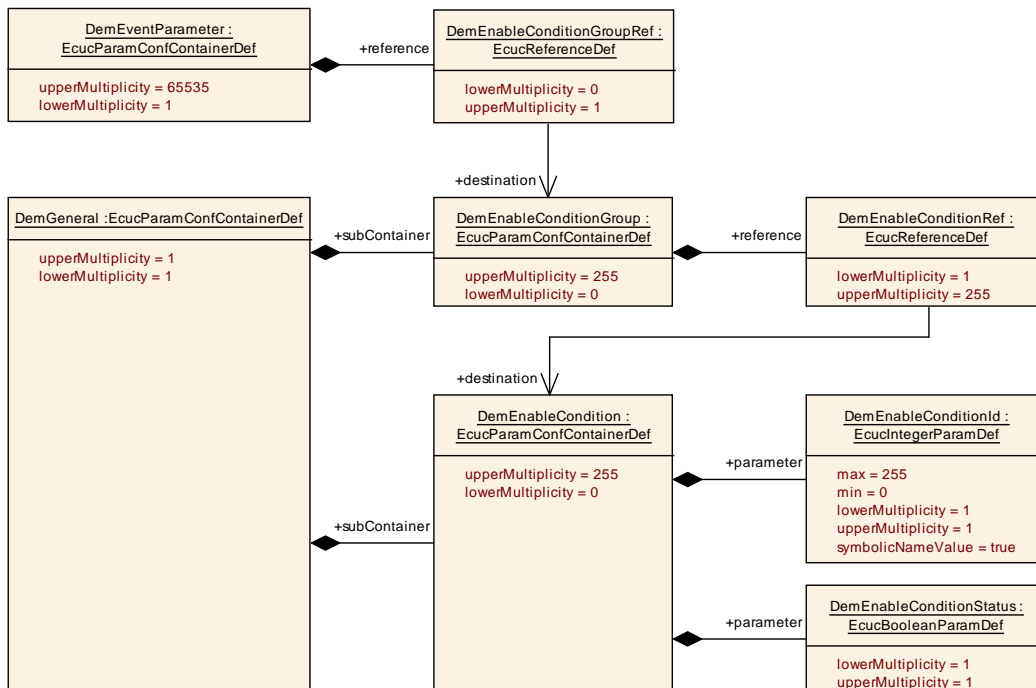 DemEventParameter :
EcucParamConfContainerDef
upperMultiplicity = 65535
lowerMultiplicity = 1
+reference
DemEnableConditionGroupRef :
EcucReferenceDef
lowerMultiplicity = 0
upperMultiplicity = 1
+destination
DemGeneral :EcucParamConfContainerDef
upperMultiplicity = 1
lowerMultiplicity = 1
+subContainer
DemEnableConditionGroup :
EcucParamConfContainerDef
upperMultiplicity = 255
lowerMultiplicity = 0
+reference
DemEnableConditionRef :
EcucReferenceDef
lowerMultiplicity = 1
upperMultiplicity = 255
+destination
DemEnableCondition :
EcucParamConfContainerDef
upperMultiplicity = 255
lowerMultiplicity = 0
+parameter
DemEnableConditionId :
EcucIntegerParamDef
max = 255
min = 0
lowerMultiplicity = 1
upperMultiplicity = 1
symbolicNameValue = true
+subContainer
+parameter
DemEnableConditionStatus :
EcucBooleanParamDef
lowerMultiplicity = 1
upperMultiplicity = 1